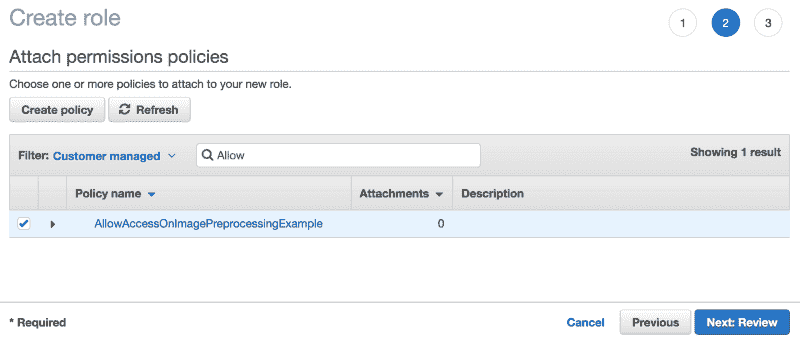 Create role
1 2 3
Attach permissions policies
Choose one or more policies to attach to your new role.
Create policy Refresh
Filter: Customer managed Allow Showing 1 result
Policy name Attachments Description
AllowAccessOnImagePreprocessingExample 0
* Required Cancel Previous Next: Review